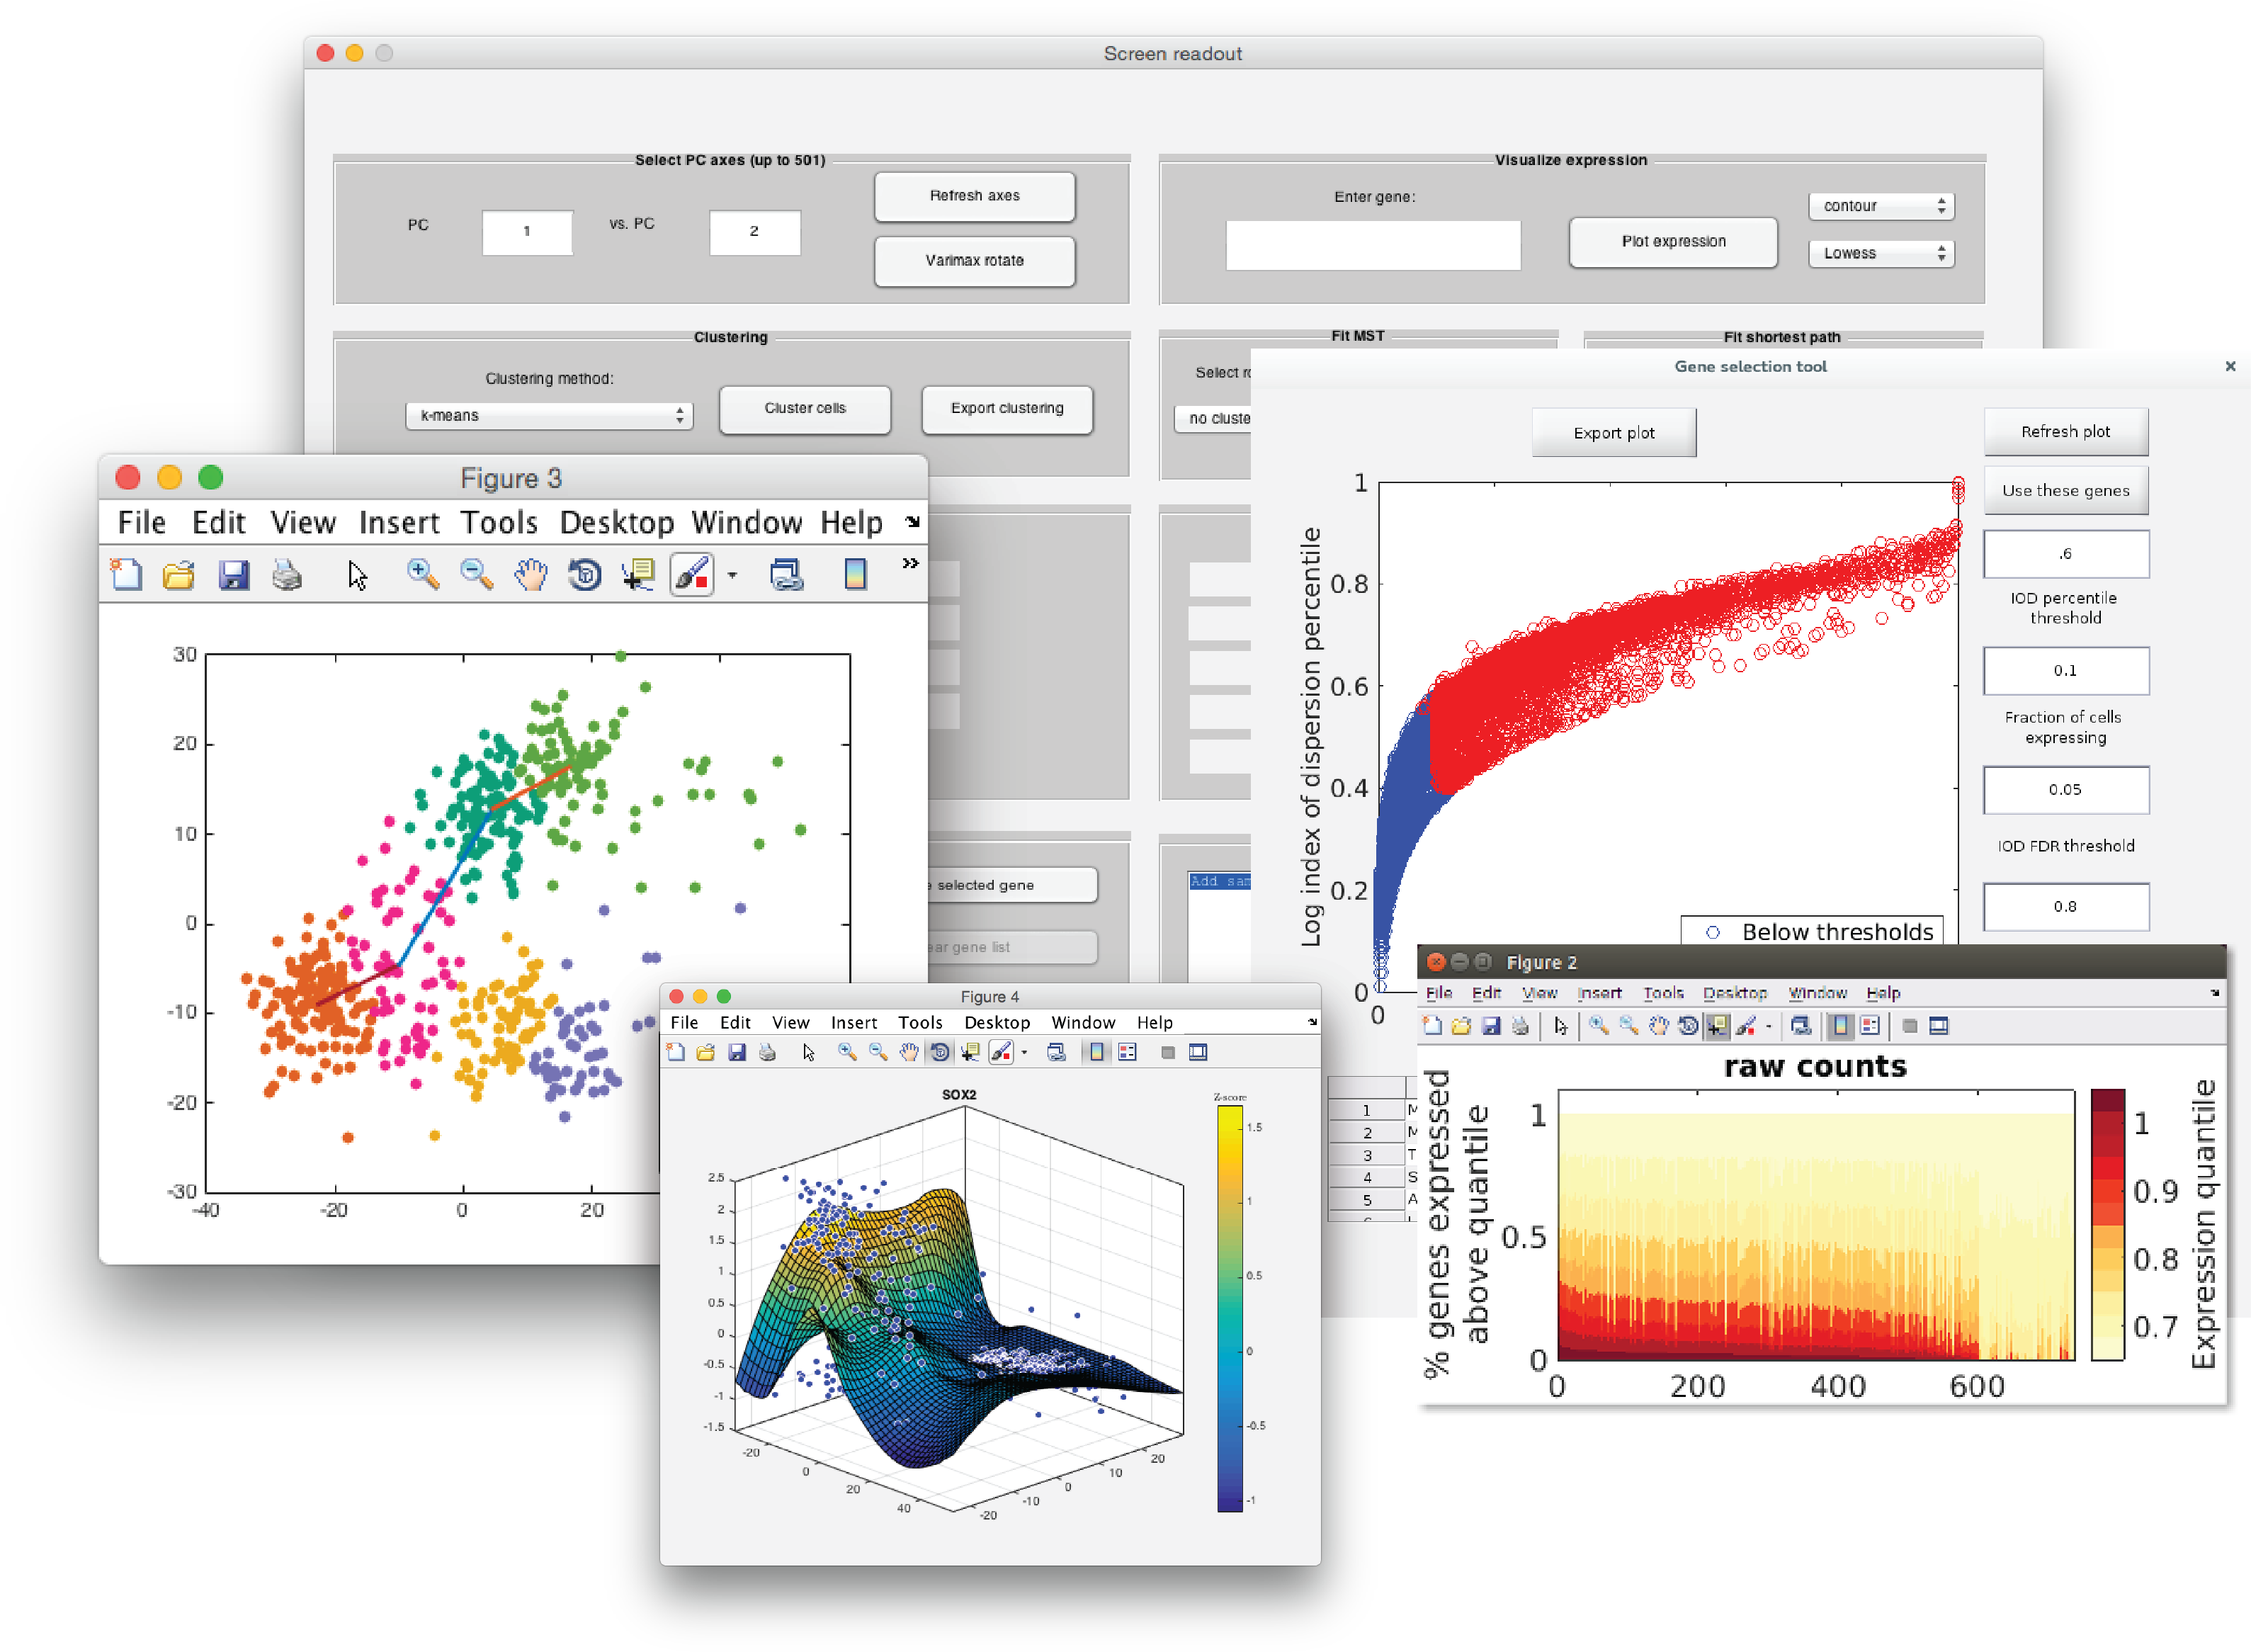 Screen readout
Select PC axes (up to 501)
PC
1
vs. PC
2
Refresh axes
Varimax rotate
Visualize expression
Enter gene:
Plot expression
contour
Lowess
Clustering
Clustering method:
k-means
Cluster cells
Export clustering
Fit MST
Select
no cluste
Fit shortest path
selected gene
ear gene list
Add sam
Gene selection tool
Export plot
Refresh plot
Use these genes
.6
IOD percentile
threshold
0.1
Fraction of cells
expressing
0.05
IOD FDR threshold
0.8
Log index of dispersion percentile
1
0.8
0.6
0.4
0.2
0
0
Below thresholds
1 M
2 M
3 T
4 S
5 A
Figure 3
File Edit View Insert Tools Desktop Window Help
30
20
10
0
-10
-20
-30
-40 -20 0 20
Figure 4
File Edit View Insert Tools Desktop Window Help
SOX2
Z-score
2.5
2
1.5
1
0.5
0
-0.5
-1
-1.5
-20
0
20
40
-20
-10
0
10
20
1.5
1
0.5
0
-0.5
-1
Figure 2
File Edit View Insert Tools Desktop Window Help
raw counts
% genes expressed
above quantile
1
0.5
0
0 200 400 600
1
0.9
0.8
0.7
Expression quantile